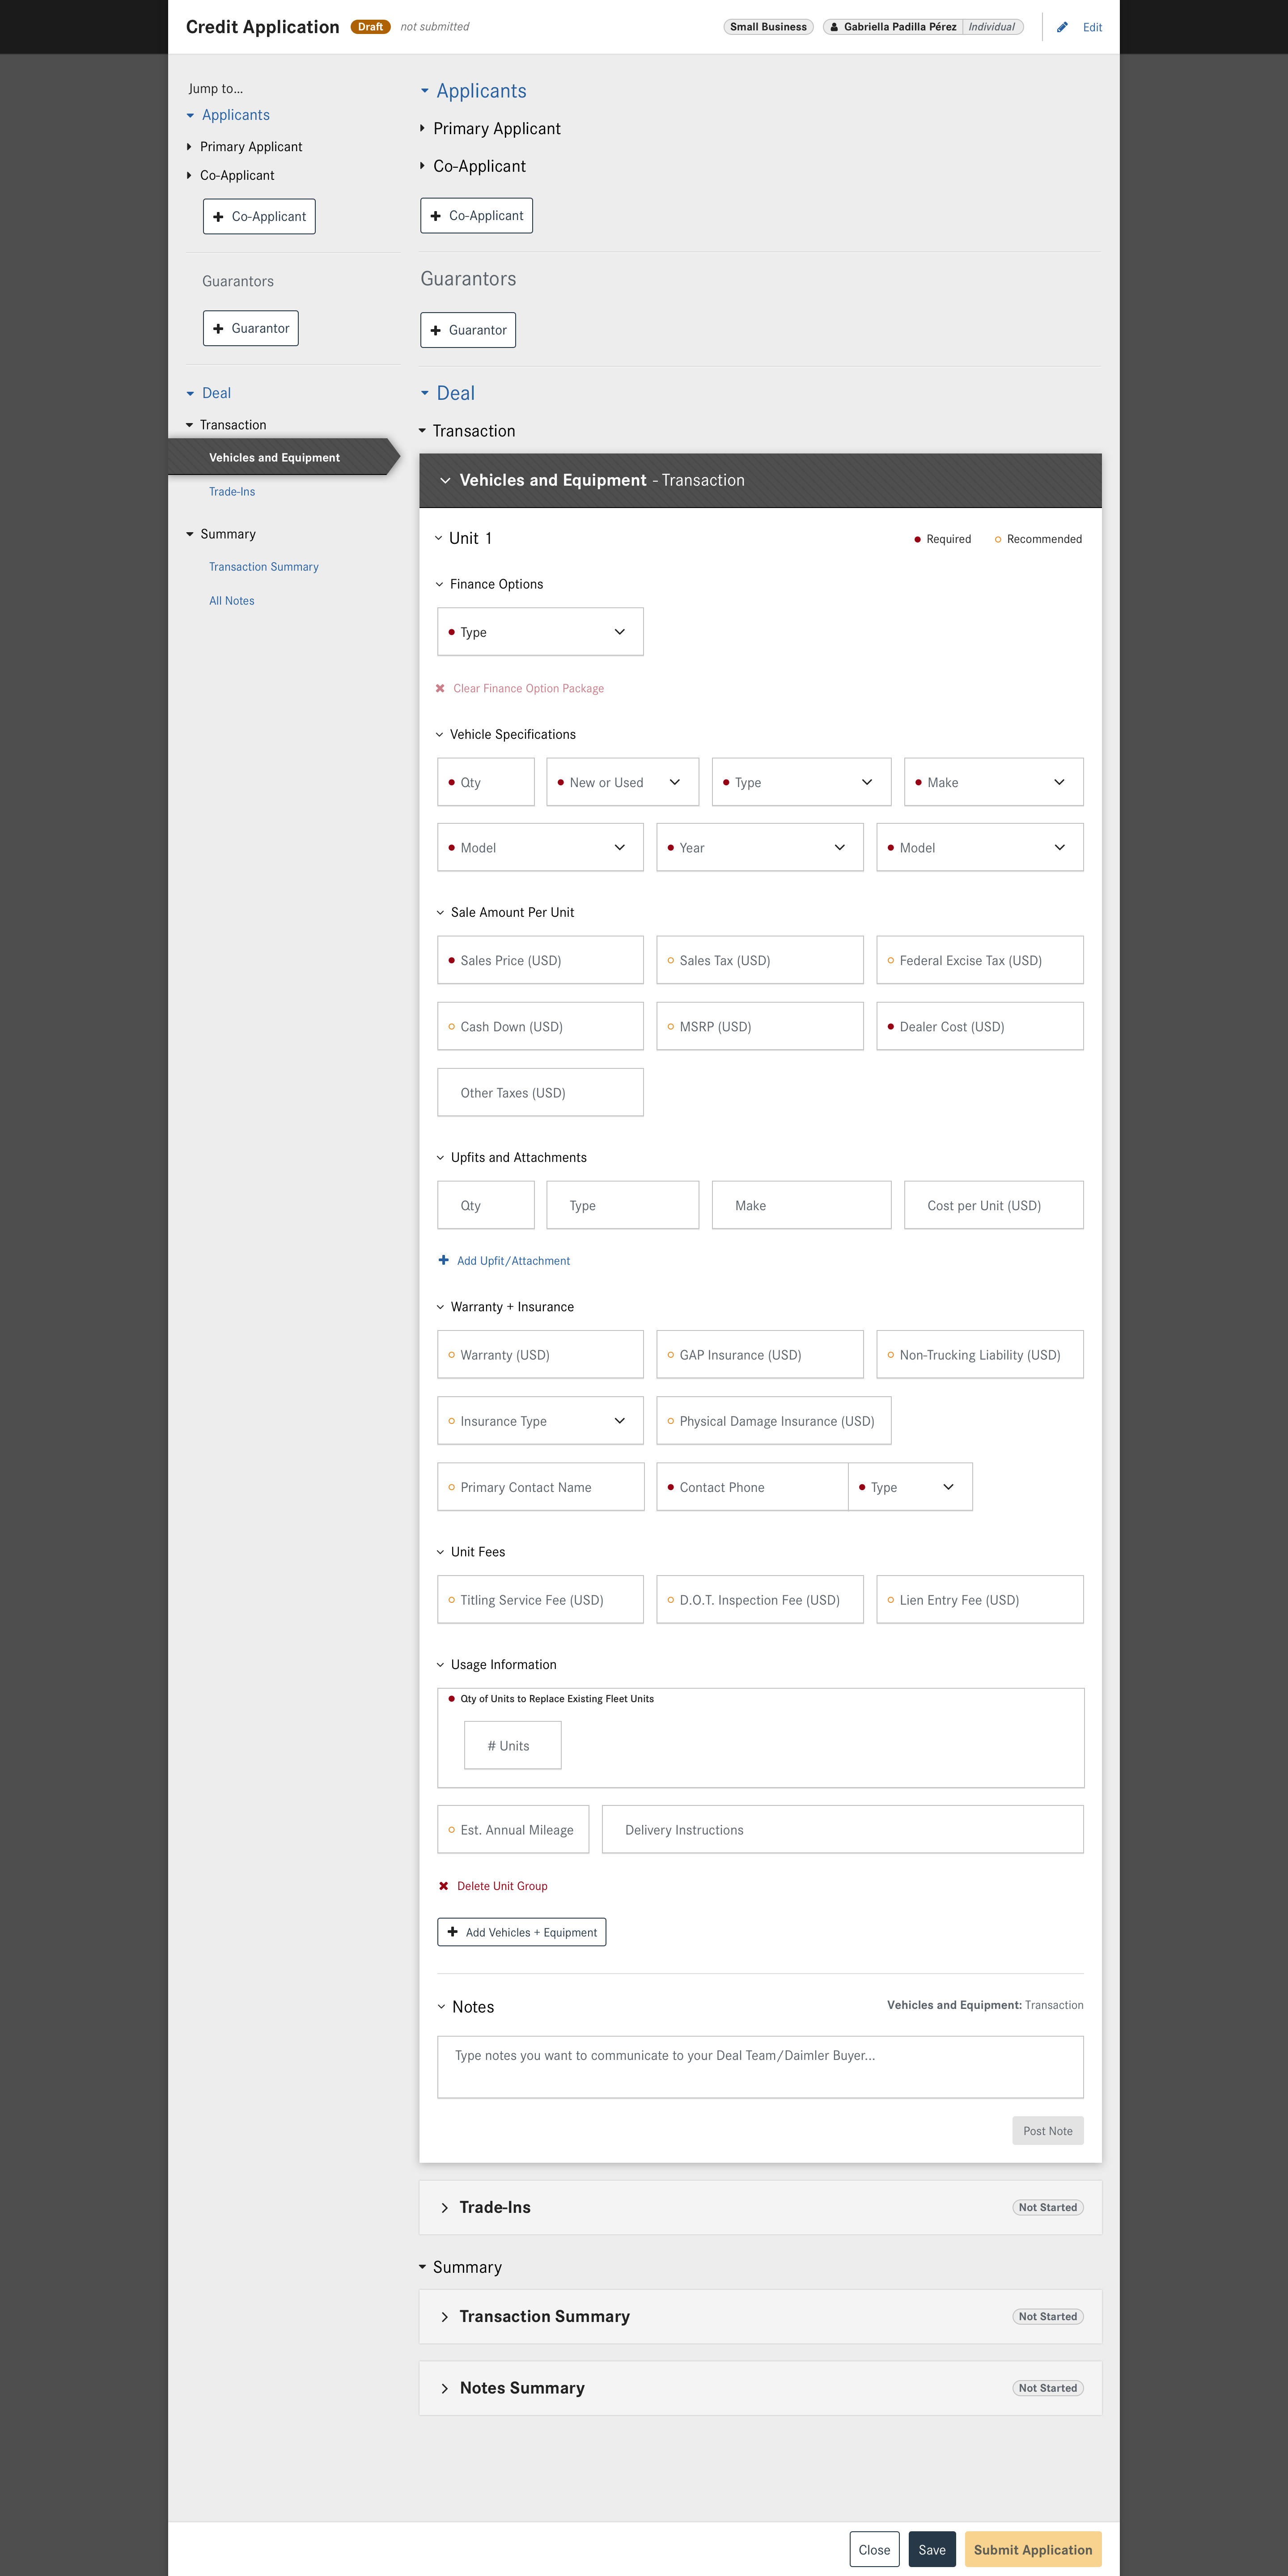 Credit Application Draft not submitted Small Business Gabriella Padilla Pérez Individual Edit
Jump to...
Applicants
Primary Applicant
Co-Applicant
Co-Applicant
Guarantors
Guarantor
Deal
Transaction
Vehicles and Equipment
Trade-Ins
Summary
Transaction Summary
All Notes
Applicants
Primary Applicant
Co-Applicant
Co-Applicant
Guarantors
Guarantor
Deal
Transaction
Vehicles and Equipment - Transaction
Unit 1 Required Recommended
Finance Options
Type
Clear Finance Option Package
Vehicle Specifications
Qty New or Used Type Make
Model Year Model
Sale Amount Per Unit
Sales Price (USD) Sales Tax (USD) Federal Excise Tax (USD)
Cash Down (USD) MSRP (USD) Dealer Cost (USD)
Other Taxes (USD)
Upfits and Attachments
Qty Type Make Cost per Unit (USD)
Add Upfit/Attachment
Warranty + Insurance
Warranty (USD) GAP Insurance (USD) Non-Trucking Liability (USD)
Insurance Type Physical Damage Insurance (USD)
Primary Contact Name Contact Phone Type
Unit Fees
Titling Service Fee (USD) D.O.T. Inspection Fee (USD) Lien Entry Fee (USD)
Usage Information
Qty of Units to Replace Existing Fleet Units
# Units
Est. Annual Mileage Delivery Instructions
Delete Unit Group
Add Vehicles + Equipment
Notes Vehicles and Equipment: Transaction
Type notes you want to communicate to your Deal Team/Daimler Buyer...
Post Note
Trade-Ins Not Started
Summary
Transaction Summary Not Started
Notes Summary Not Started
Close Save Submit Application